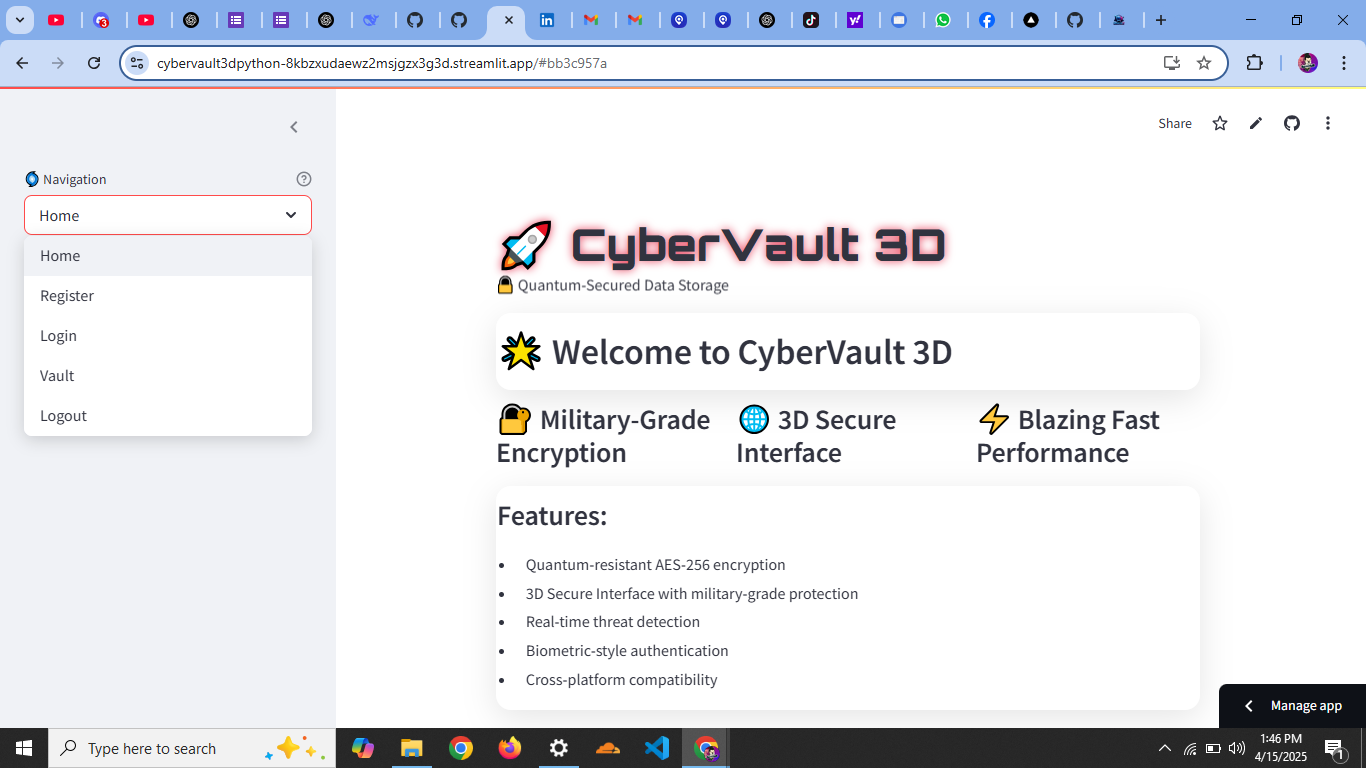 cybervault3dpython-8kbzxudaewz2msjgzx3g3d.streamlit.app/#bb3c957a
Share
Navigation
Home
Home
Register
Login
Vault
Logout
CyberVault 3D
Quantum-Secured Data Storage
Welcome to CyberVault 3D
Military-Grade
Encryption
3D Secure
Interface
Blazing Fast
Performance
Features:
Quantum-resistant AES-256 encryption
3D Secure Interface with military-grade protection
Real-time threat detection
Biometric-style authentication
Cross-platform compatibility
Manage app
Type here to search
1:46 PM
4/15/2025
1